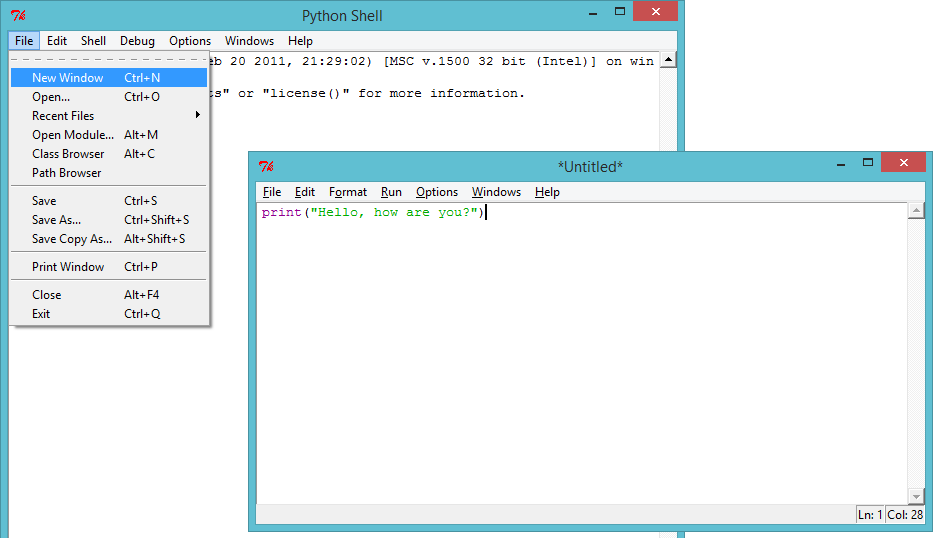 Python Shell
File Edit Shell Debug Options Windows Help
eb 20 2011, 21:29:02) [MSC v.1500 32 bit (Intel)] on win
ts" or "license()" for more information.
New Window Ctrl+N
Open... Ctrl+O
Recent Files
Open Module... Alt+M
Class Browser Alt+C
Path Browser
Save Ctrl+S
Save As... Ctrl+Shift+S
Save Copy As... Alt+Shift+S
Print Window Ctrl+P
Close Alt+F4
Exit Ctrl+Q
*Untitled*
File Edit Format Run Options Windows Help
print("Hello, how are you?")
Ln: 1 Col: 28